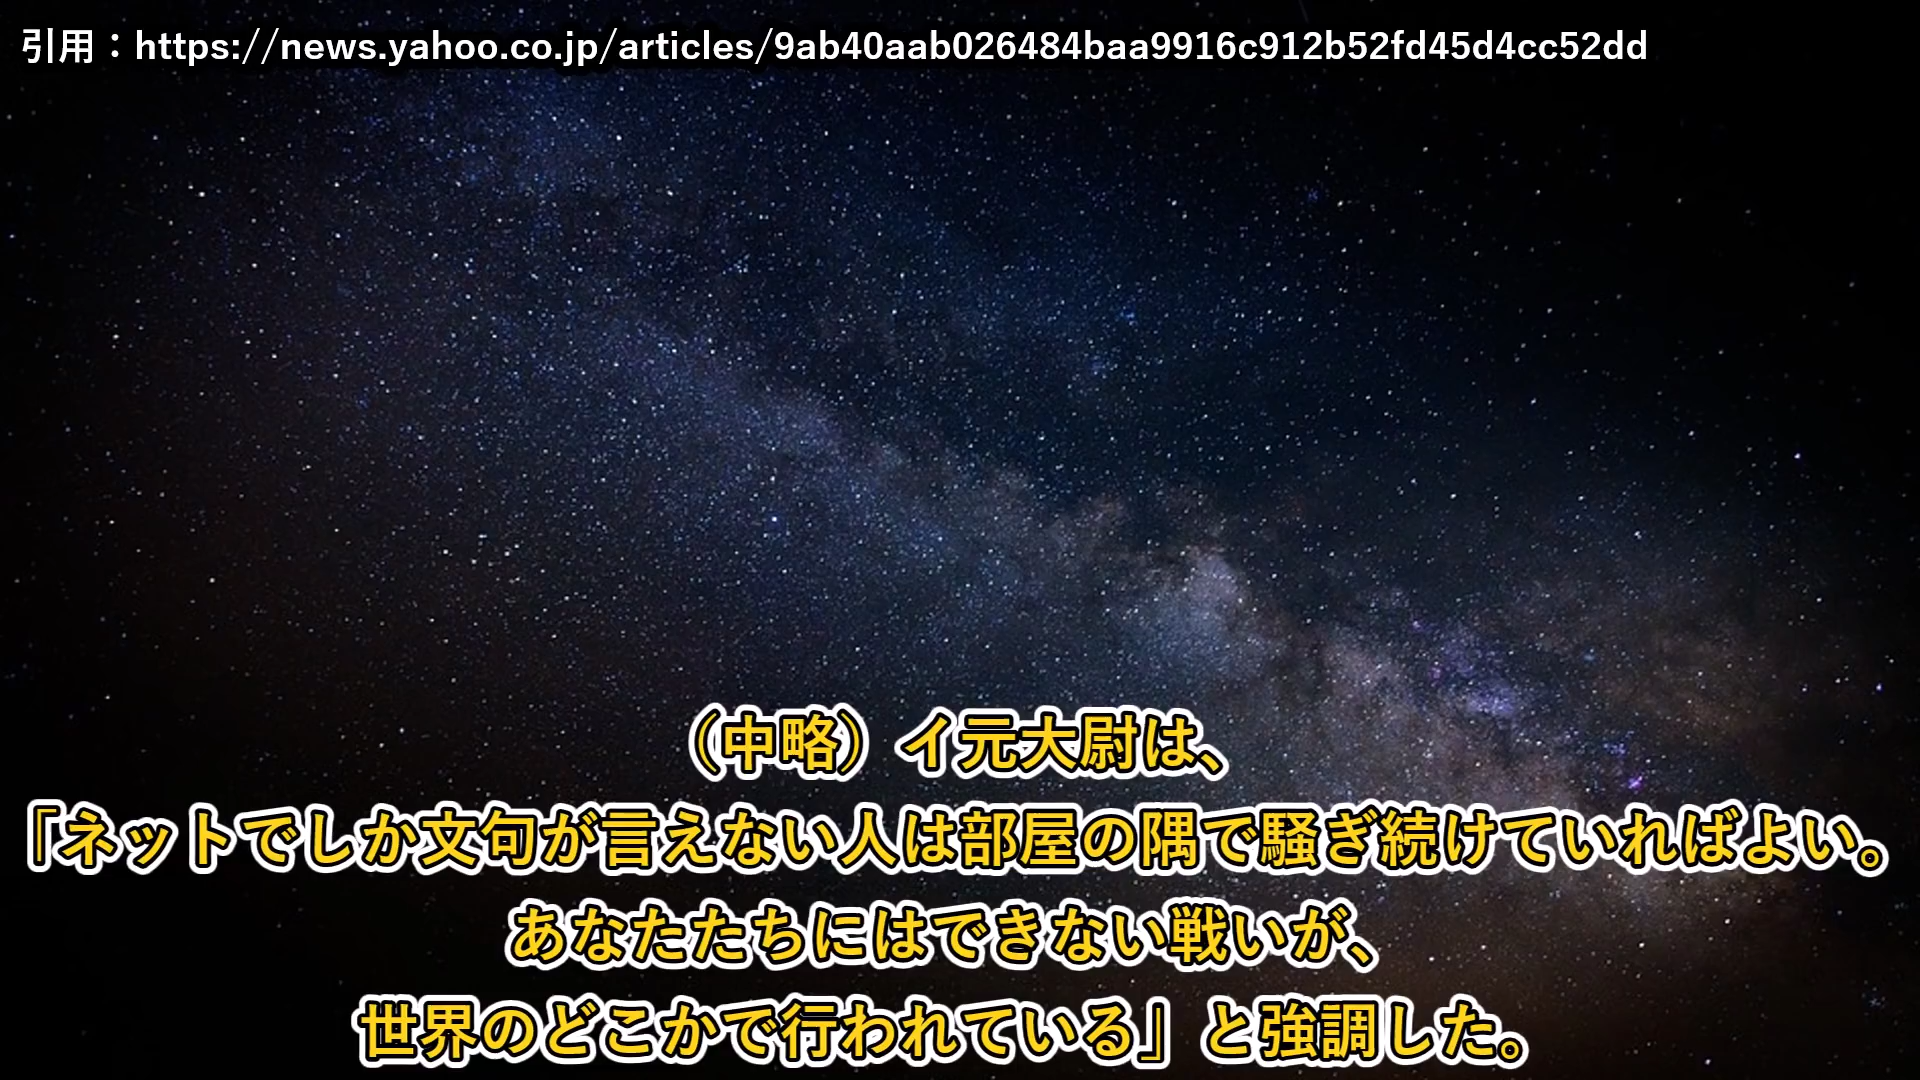 引用：https://news.yahoo.co.jp/articles/9ab40aab026484baa9916c912b52fd45d4cc52dd
（中略）イ元大尉は、
「ネットでしか文句が言えない人は部屋の隅で騒ぎ続けていればよい。
あなたたちにはできない戦いが、
世界のどこかで行われている」と強調した。